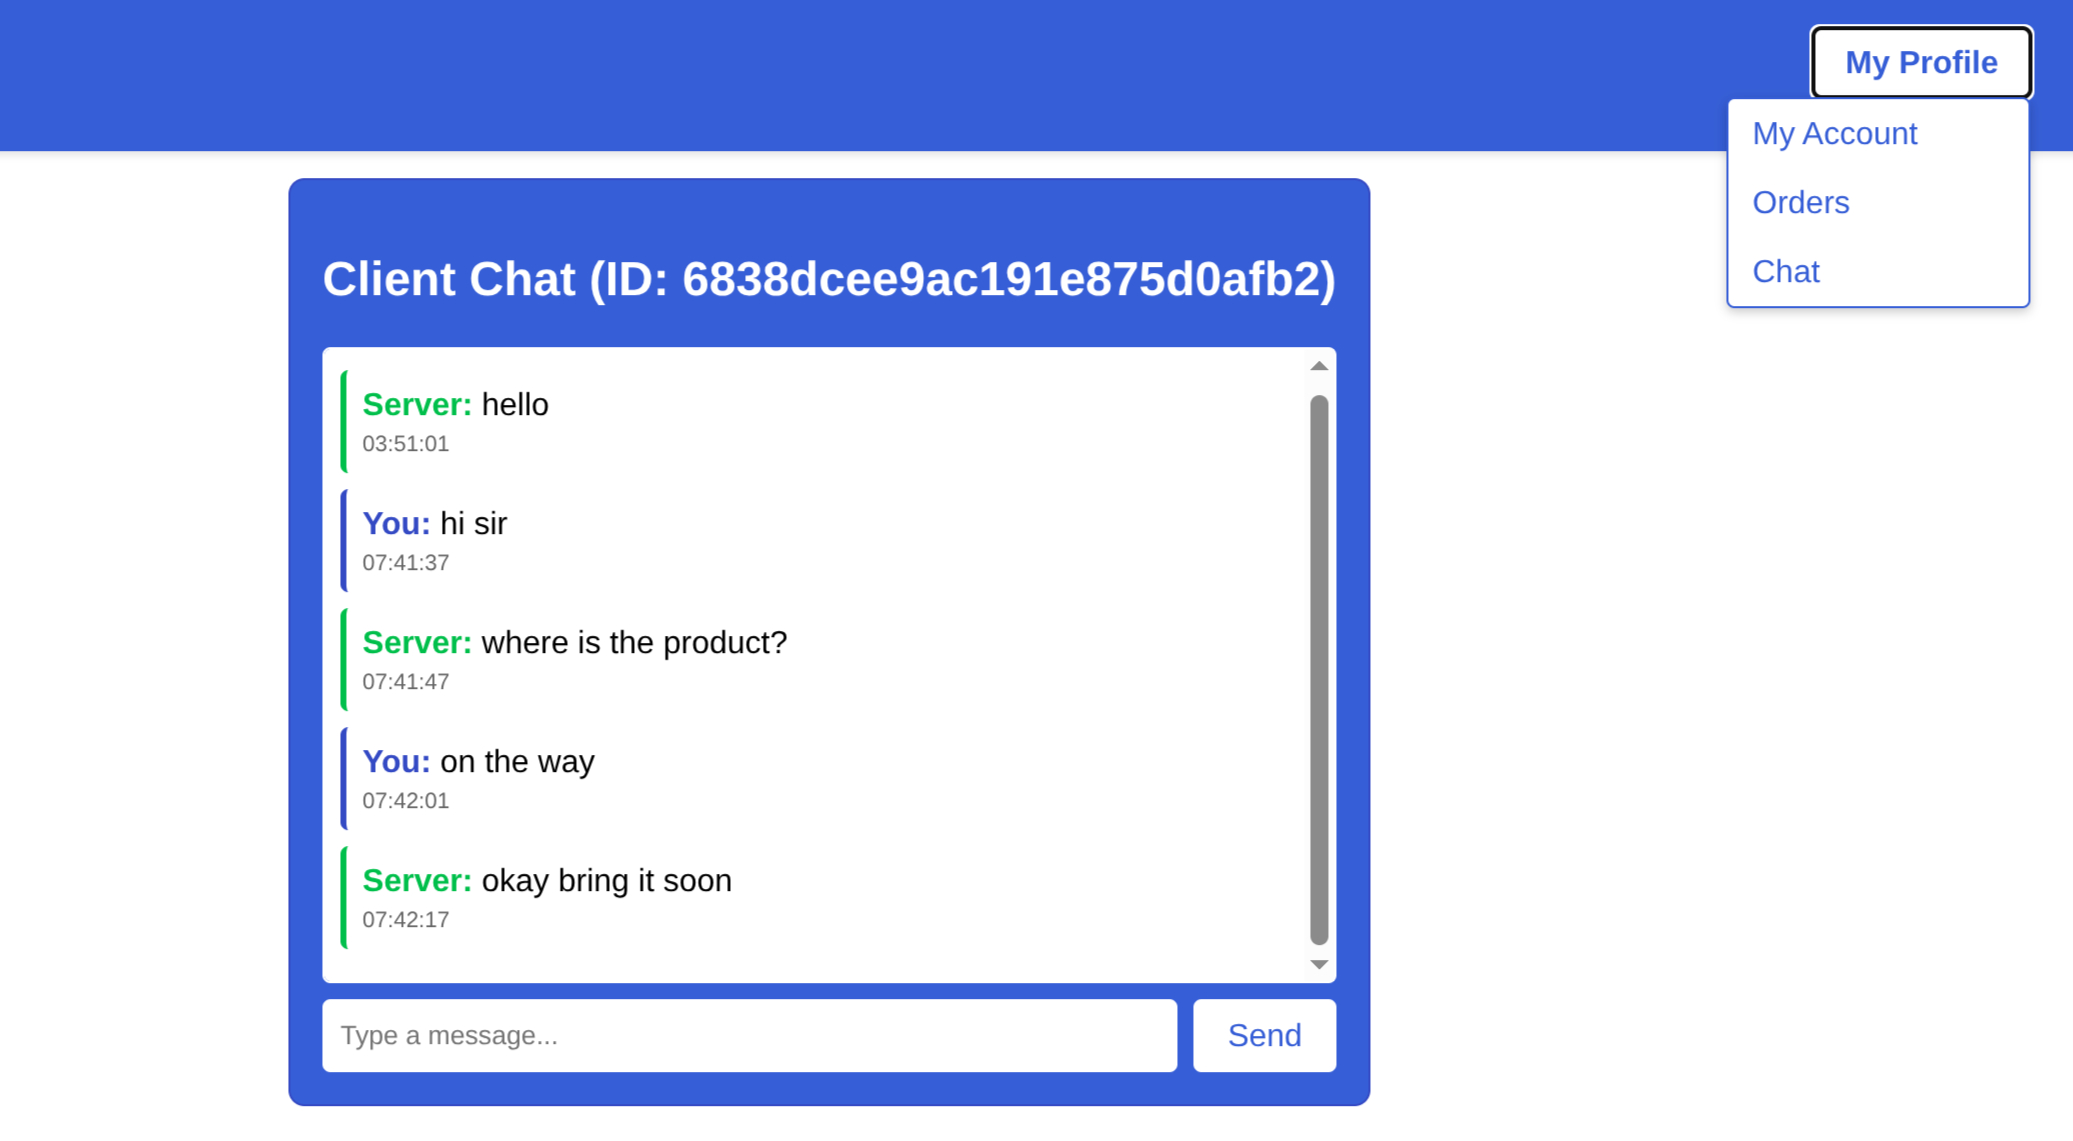 My Profile
My Account
Orders
Chat
Client Chat (ID: 6838dcee9ac191e875d0afb2)
Server: hello
03:51:01
You: hi sir
07:41:37
Server: where is the product?
07:41:47
You: on the way
07:42:01
Server: okay bring it soon
07:42:17
Type a message...
Send